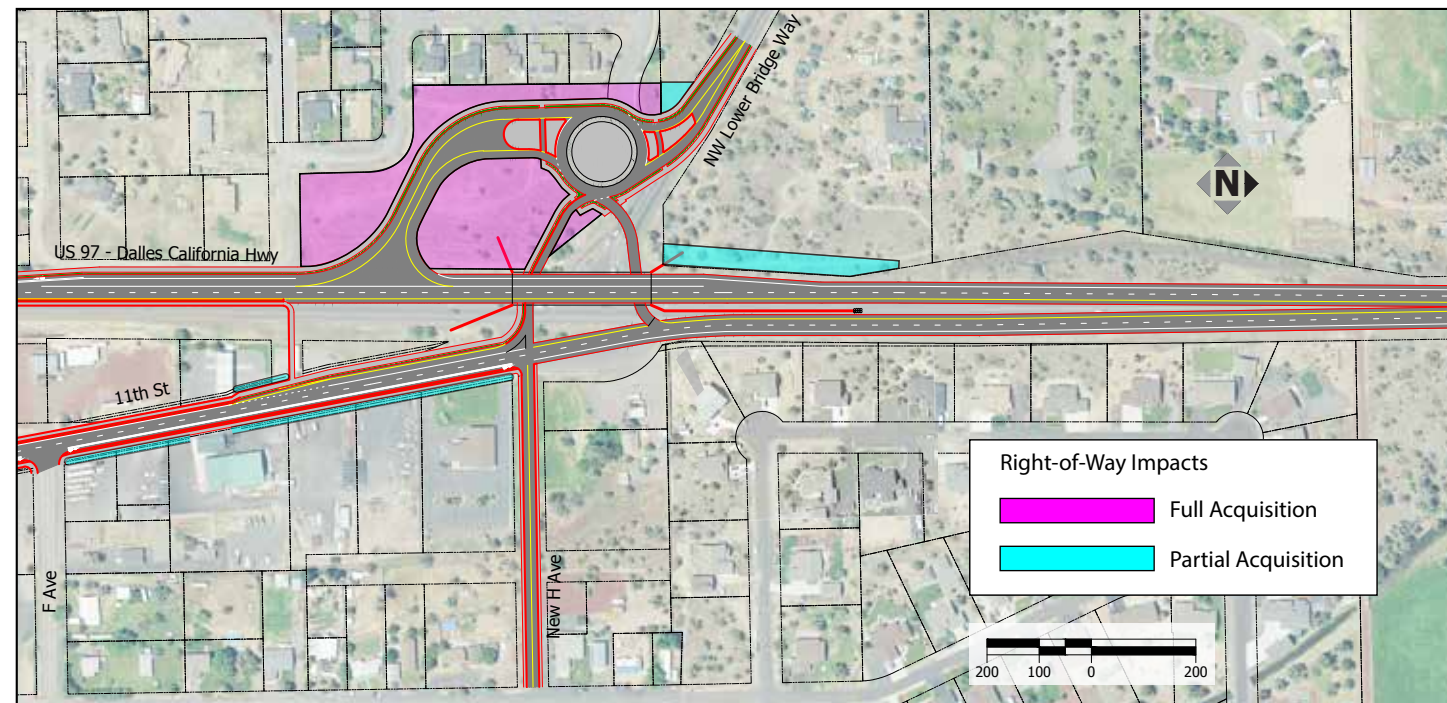 NW Lower Bridge Way
N
US 97 - Dalles California Hwy
11th St
F Ave
New H Ave
Right-of-Way Impacts
Full Acquisition
Partial Acquisition
200 100 0 200